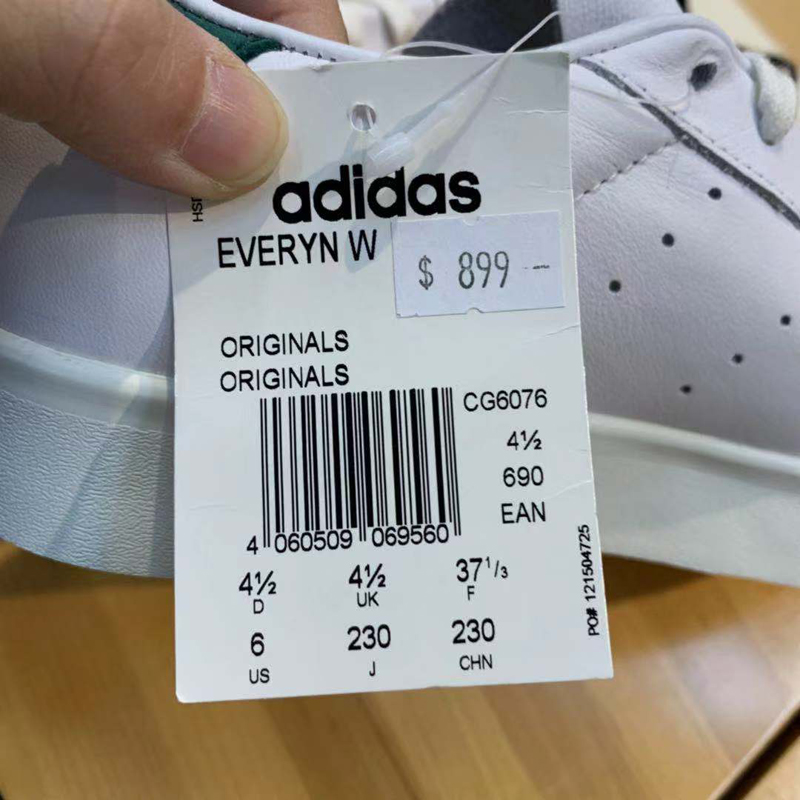 adidas
EVERYN W
$ 899 -
ORIGINALS
ORIGINALS
CG6076
4½
690
EAN
4 060509 069560
4½ 4½ 37 1/3
D UK F
6 230 230
US J CHN
PO# 121504725